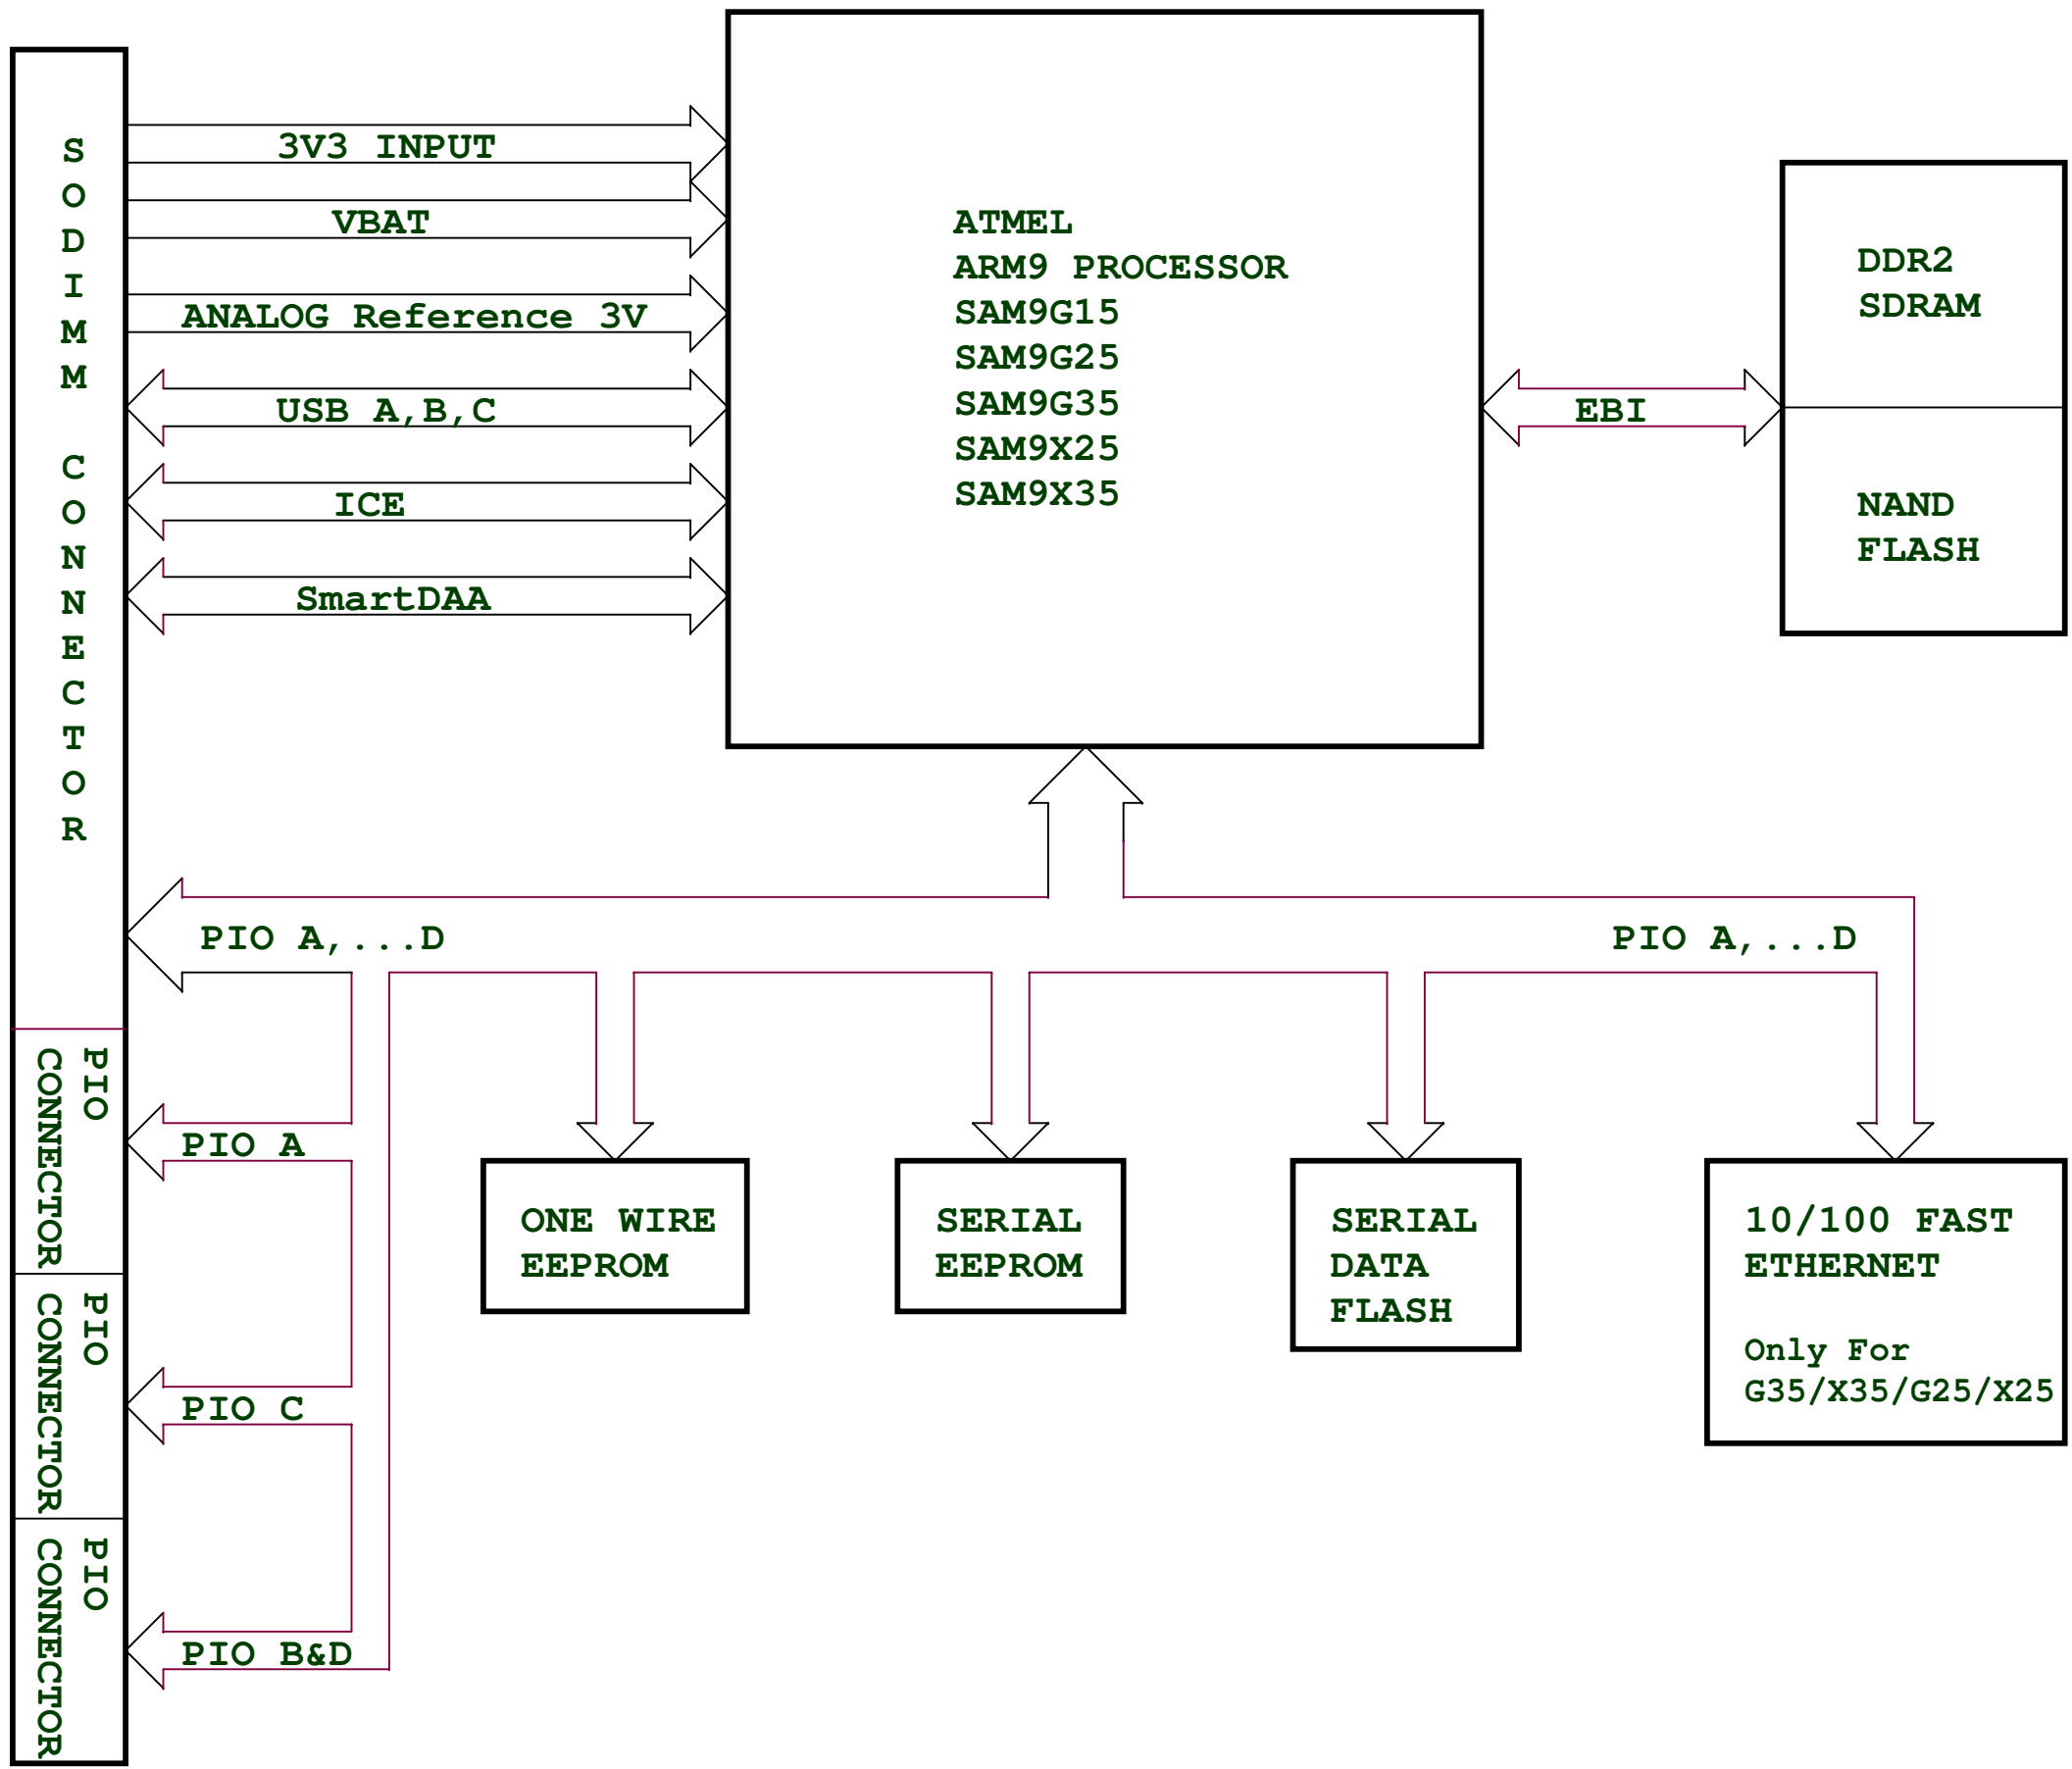 SODIMM CONNECTOR
3V3 INPUT
VBAT
ANALOG Reference 3V
USB A,B,C
ICE
SmartDAA
ATMEL
ARM9 PROCESSOR
SAM9G15
SAM9G25
SAM9G35
SAM9X25
SAM9X35
EBI
DDR2
SDRAM
NAND
FLASH
PIO A,...D
PIO A,...D
PIO
CONNECTOR
PIO A
PIO
CONNECTOR
PIO C
PIO
CONNECTOR
PIO B&D
ONE WIRE
EEPROM
SERIAL
EEPROM
SERIAL
DATA
FLASH
10/100 FAST
ETHERNET
Only For
G35/X35/G25/X25